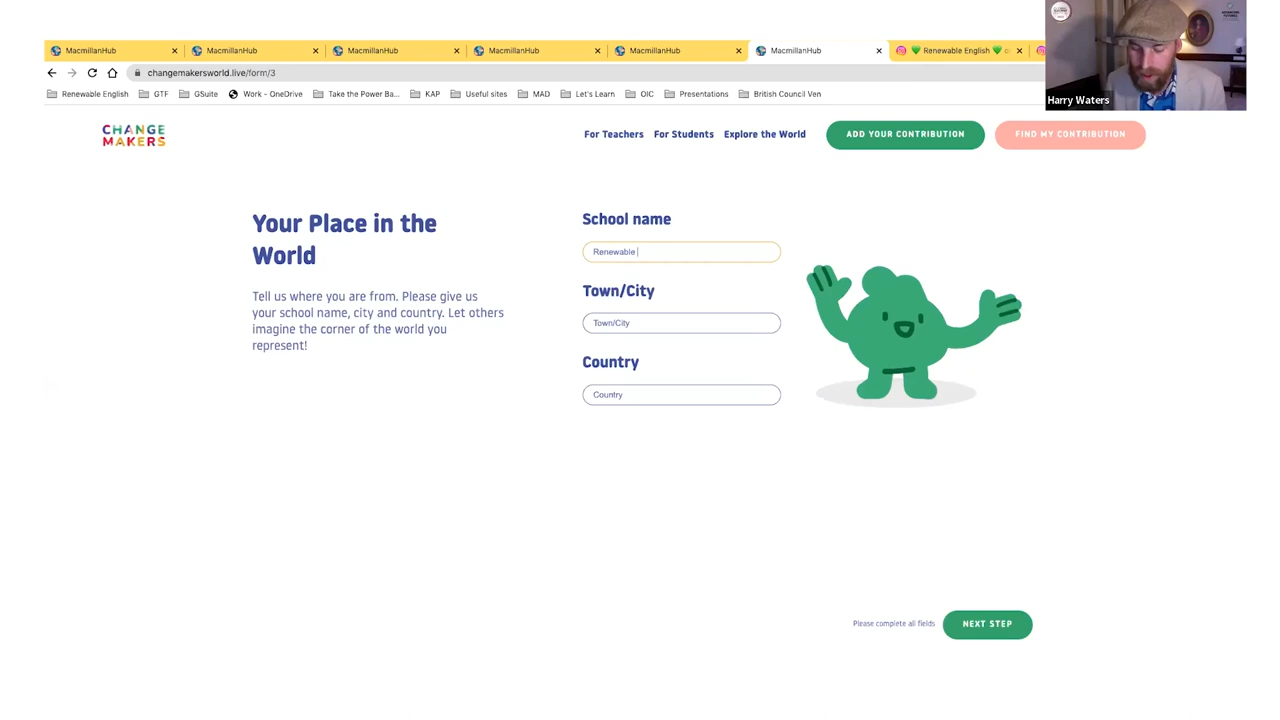 MacmillanHub
MacmillanHub
MacmillanHub
MacmillanHub
MacmillanHub
MacmillanHub
Renewable English
changemakersworld.live/form/3
Renewable English
GTF
GSuite
Work - OneDrive
Take the Power Ba...
KAP
Useful sites
MAD
Let's Learn
OIC
Presentations
British Council Ven
Harry Waters
CHANGE
MAKERS
For Teachers
For Students
Explore the World
ADD YOUR CONTRIBUTION
FIND MY CONTRIBUTION
Your Place in the
World
Tell us where you are from. Please give us
your school name, city and country. Let others
imagine the corner of the world you
represent!
School name
Renewable
Town/City
Town/City
Country
Country
Please complete all fields
NEXT STEP